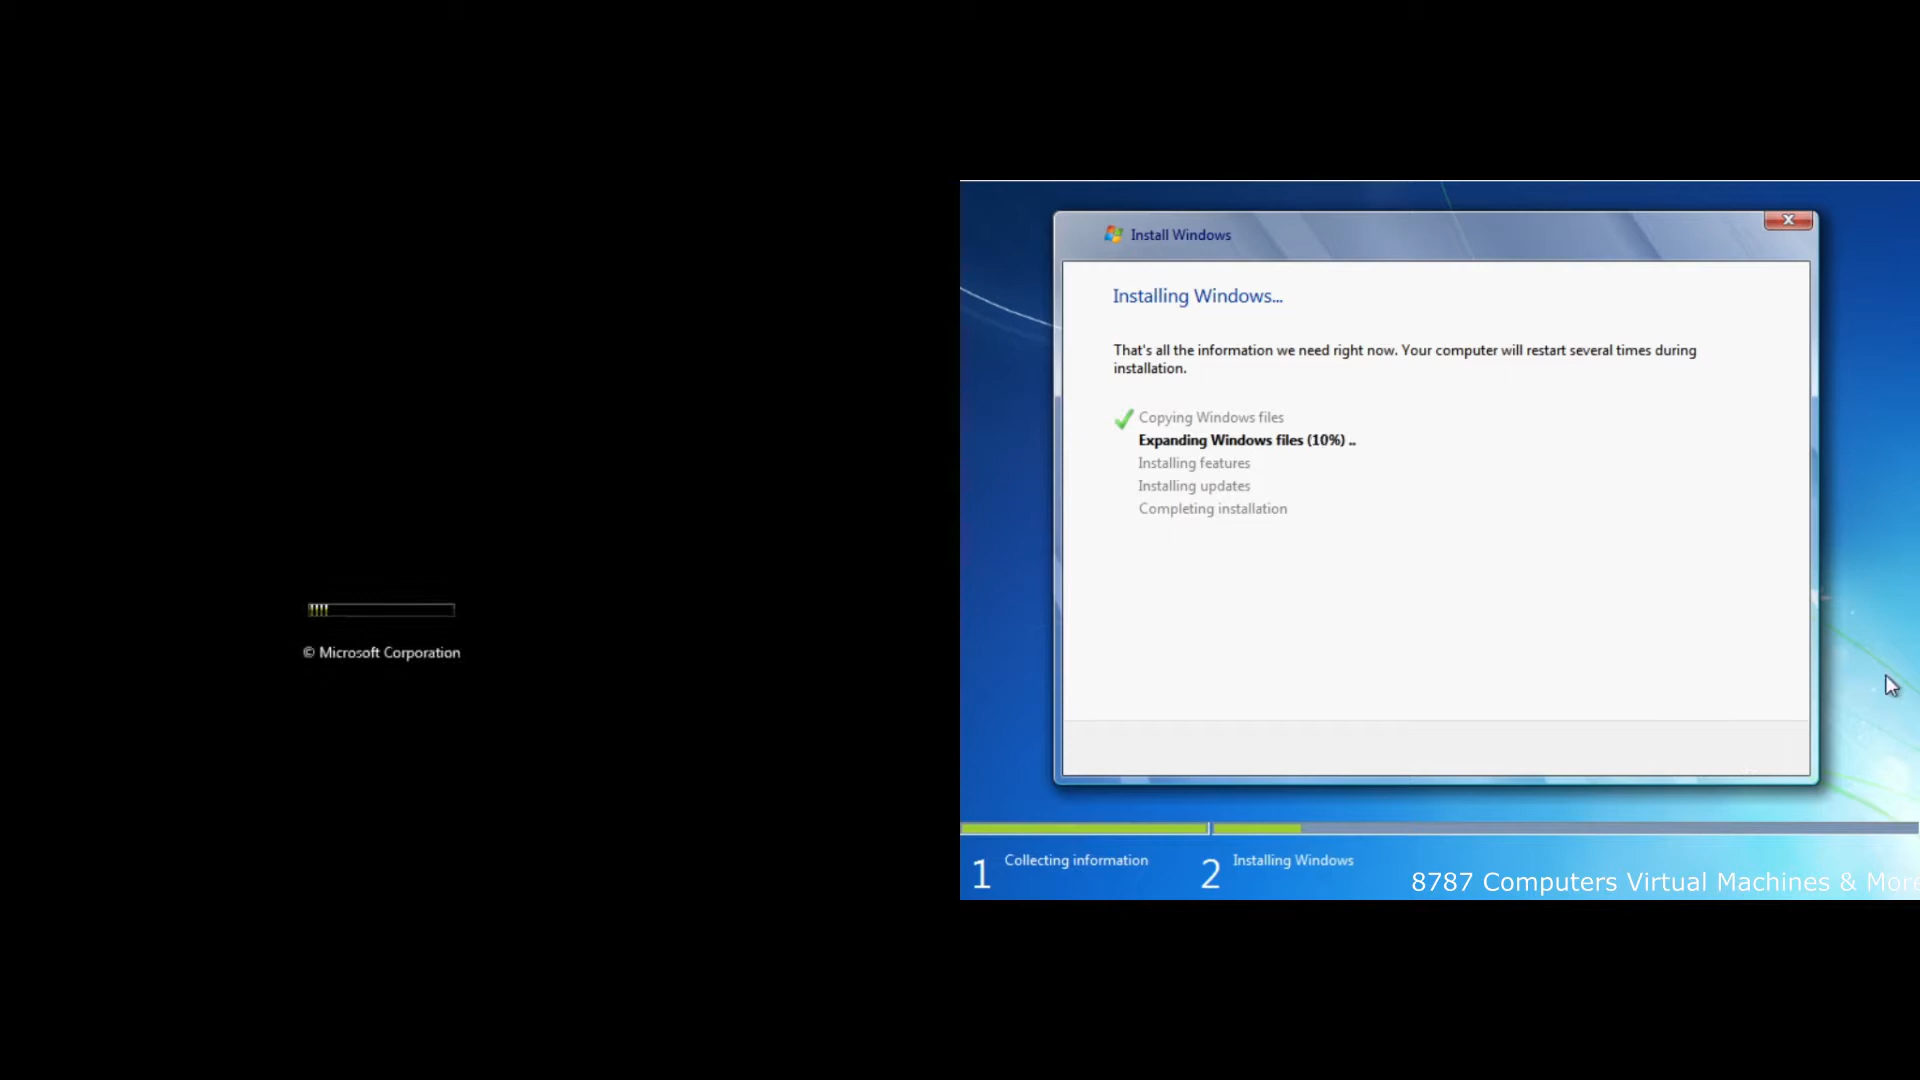 © Microsoft Corporation
Install Windows
Installing Windows...
That's all the information we need right now. Your computer will restart several times during
installation.
Copying Windows files
Expanding Windows files (10%) ..
Installing features
Installing updates
Completing installation
1 Collecting information
2 Installing Windows
8787 Computers Virtual Machines & More